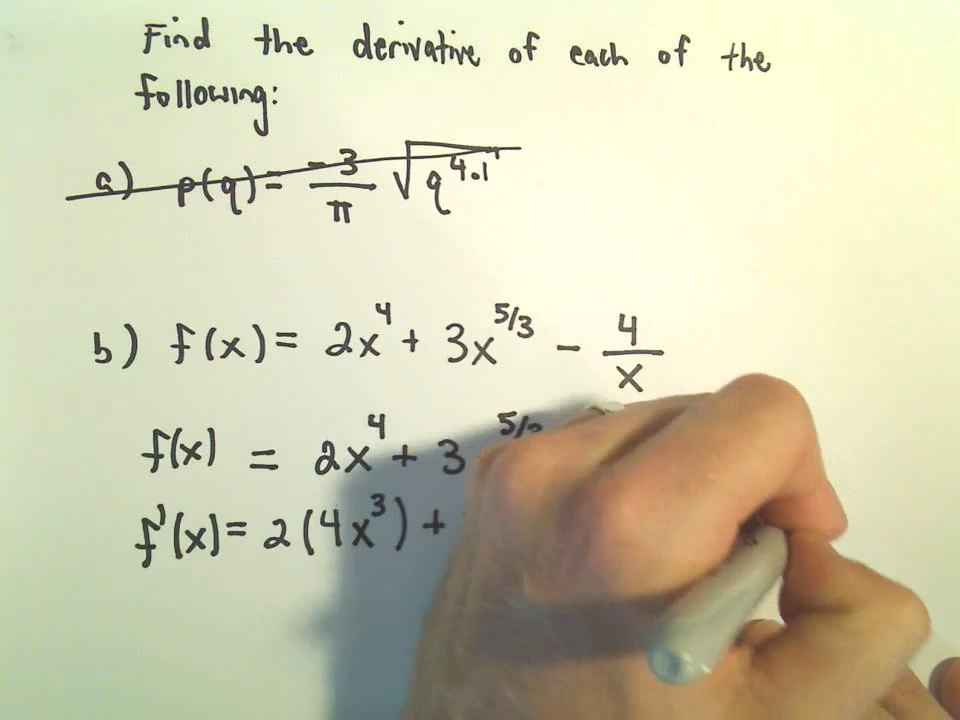 Find the derivative of each of the
following:
a) p(q) = -3/π √q^4.1
b) f(x) = 2x^4 + 3x^5/3 - 4/x
f(x) = 2x^4 + 3
f'(x) = 2(4x^3) +